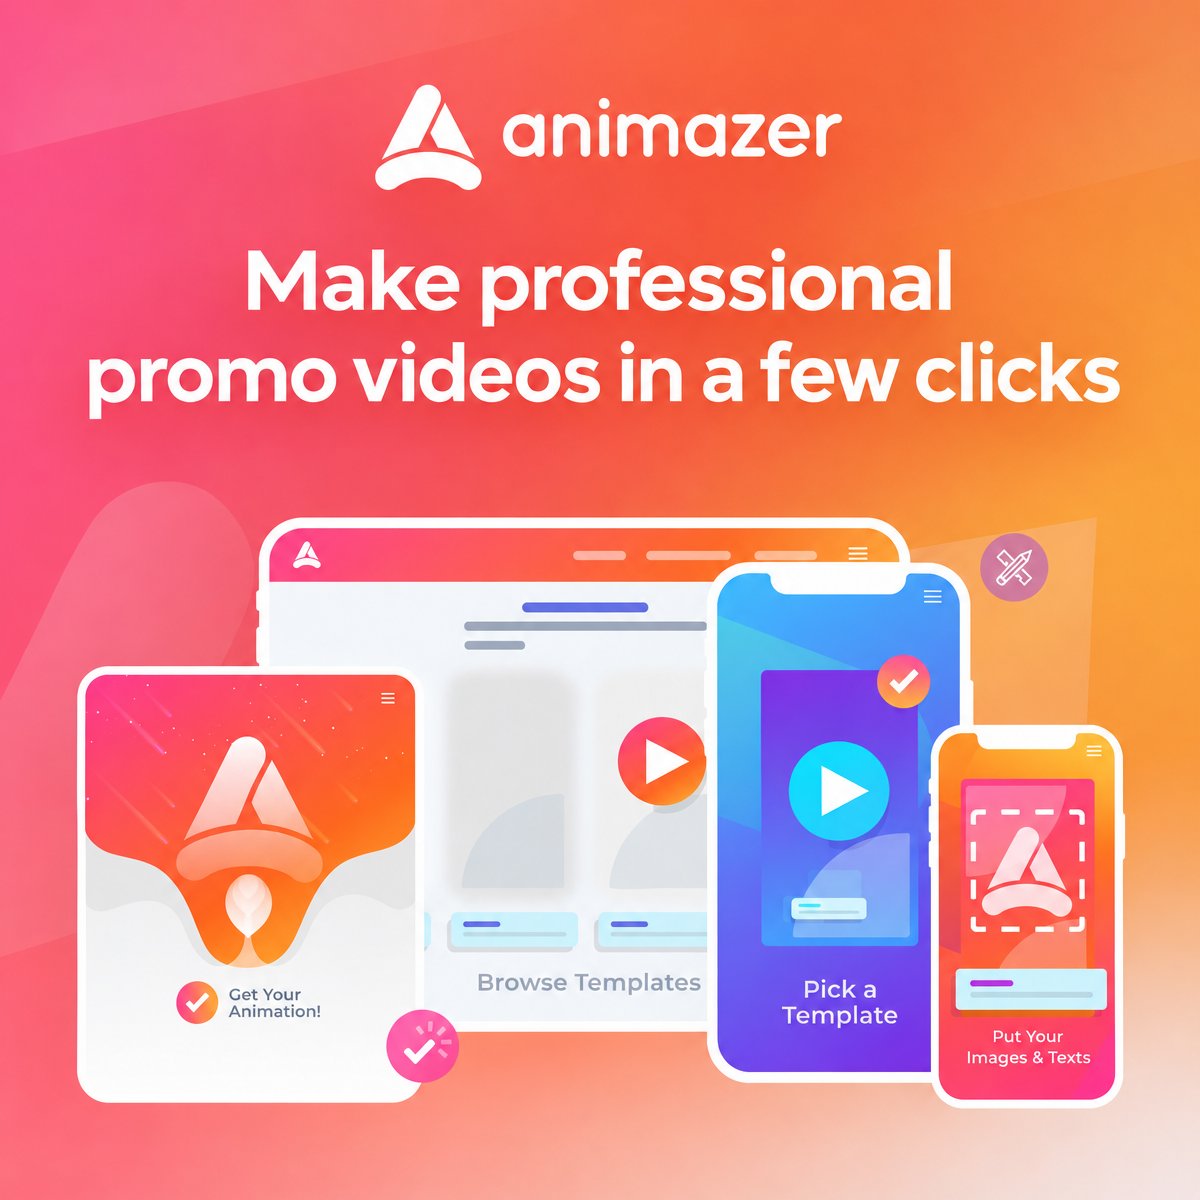 animazer
Make professional
promo videos in a few clicks
Get Your
Animation!
Browse Templates
Pick a
Template
Put Your
Images & Texts